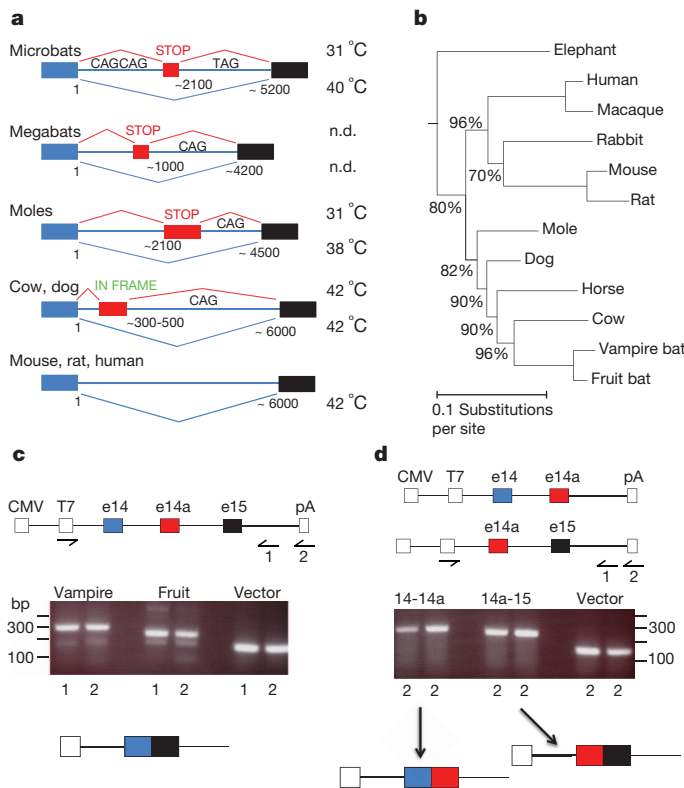 a
Microbats
STOP
31 °C
CAGCAG
TAG
1
~2100
~ 5200
40 °C
Megabats
STOP
n.d.
CAG
1
~1000
~4200
n.d.
Moles
STOP
31 °C
CAG
1
~2100
~ 4500
38 °C
Cow, dog
IN FRAME
42 °C
CAG
1
~300-500
~ 6000
42 °C
Mouse, rat, human
1
~ 6000
42 °C
b
Elephant
Human
Macaque
Rabbit
Mouse
Rat
Mole
Dog
Horse
Cow
Vampire bat
Fruit bat
96%
70%
80%
82%
90%
90%
96%
0.1 Substitutions
per site
c
CMV T7 e14 e14a e15 pA
1 2
Vampire Fruit Vector
bp
300
100
1 2 1 2 1 2
d
CMV T7 e14 e14a pA
e14a e15
1 2
14-14a 14a-15 Vector
300
100
2 2 2 2 2 2